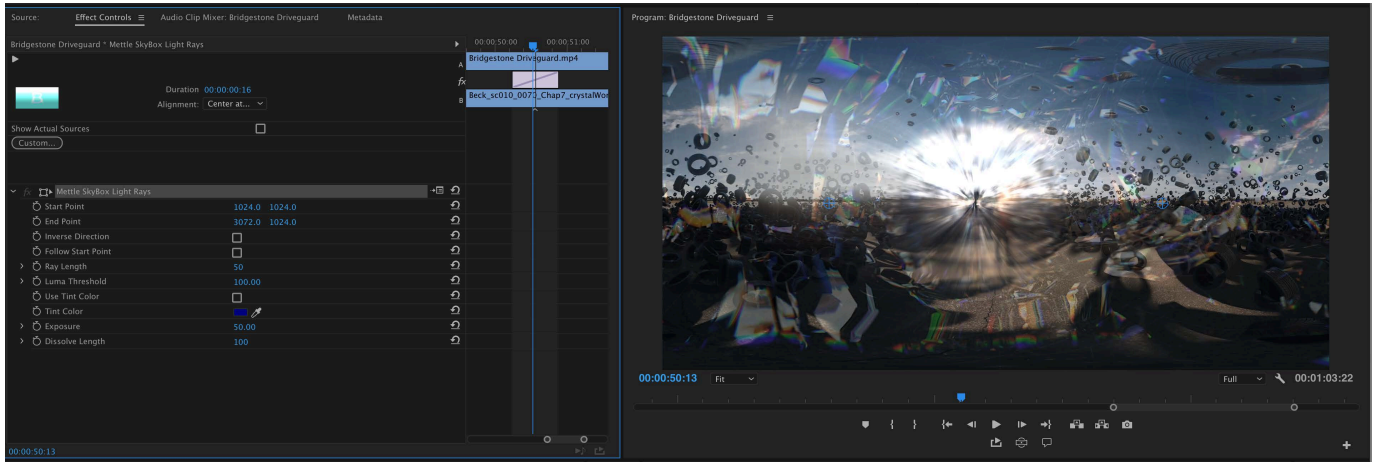 Source: Effect Controls Audio Clip Mixer: Bridgestone Driveguard Metadata
Bridgestone Driveguard * Mettle SkyBox Light Rays
00:00:50:00 00:00:51:00
A Bridgestone Driveguard.mp4
fx
B Beck_sc010_0070_Chap7_crystalWor
Duration 00:00:00:16
Alignment: Center at...
A
Show Actual Sources
Custom...
fx Mettle SkyBox Light Rays
Start Point 1024.0 1024.0
End Point 3072.0 1024.0
Inverse Direction
Follow Start Point
Ray Length 50
Luma Threshold 100.00
Use Tint Color
Tint Color
Exposure 50.00
Dissolve Length 100
00:00:50:13
Program: Bridgestone Driveguard
00:00:50:13 Fit Full 00:01:03:22